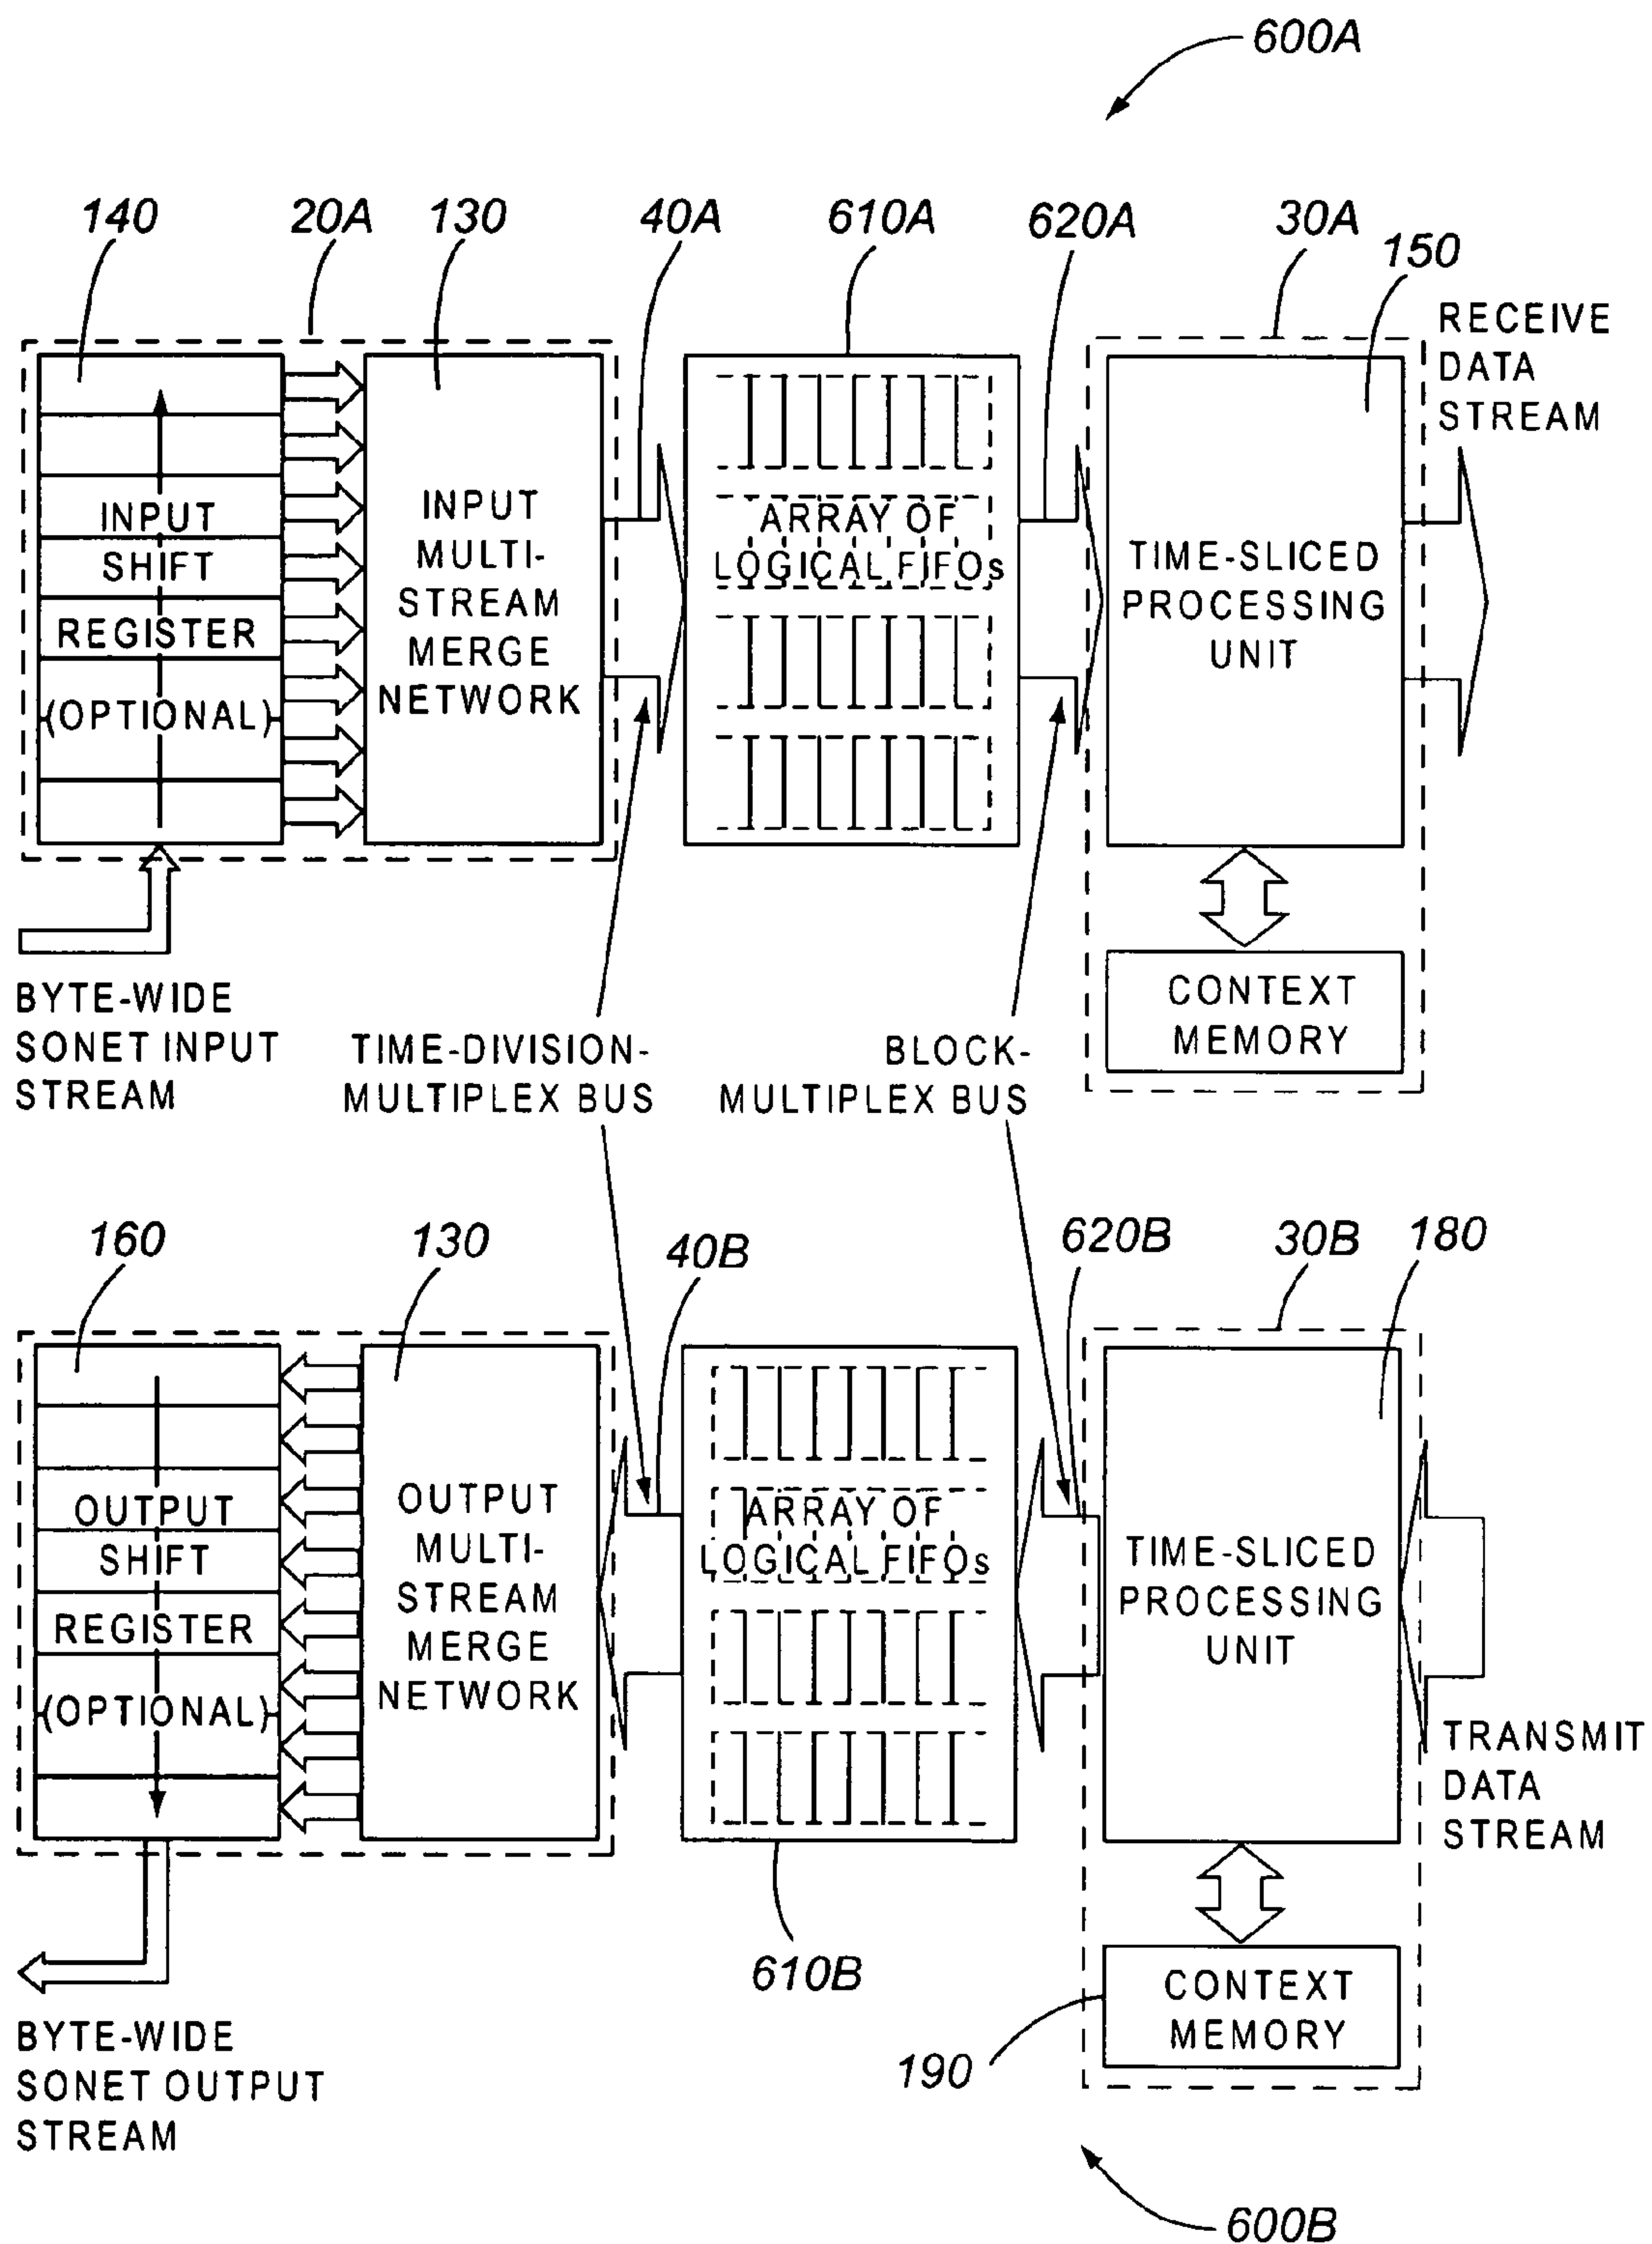 600A
140
20A
130
40A
610A
620A
30A
150
RECEIVE
DATA
STREAM
INPUT
SHIFT
REGISTER
(OPTIONAL)
INPUT
MULTI-
STREAM
MERGE
NETWORK
ARRAY OF
LOGICAL FIFOs
TIME-SLICED
PROCESSING
UNIT
CONTEXT
MEMORY
BYTE-WIDE
SONET INPUT
STREAM
TIME-DIVISION-
MULTIPLEX BUS
BLOCK-
MULTIPLEX BUS
160
130
40B
620B
30B
180
OUTPUT
SHIFT
REGISTER
(OPTIONAL)
OUTPUT
MULTI-
STREAM
MERGE
NETWORK
ARRAY OF
LOGICAL FIFOs
TIME-SLICED
PROCESSING
UNIT
TRANSMIT
DATA
STREAM
610B
CONTEXT
MEMORY
190
BYTE-WIDE
SONET OUTPUT
STREAM
600B